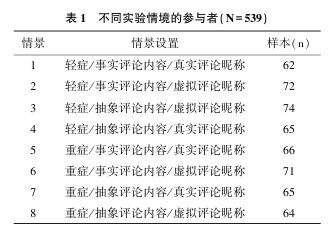 表 1 不同实验情境的参与者(N=539)
情景 情景设置 样本(n)
1 轻症/事实评论内容/真实评论昵称 62
2 轻症/事实评论内容/虚拟评论昵称 72
3 轻症/抽象评论内容/虚拟评论昵称 74
4 轻症/抽象评论内容/真实评论昵称 65
5 重症/事实评论内容/真实评论昵称 66
6 重症/事实评论内容/虚拟评论昵称 71
7 重症/抽象评论内容/真实评论昵称 65
8 重症/抽象评论内容/虚拟评论昵称 64